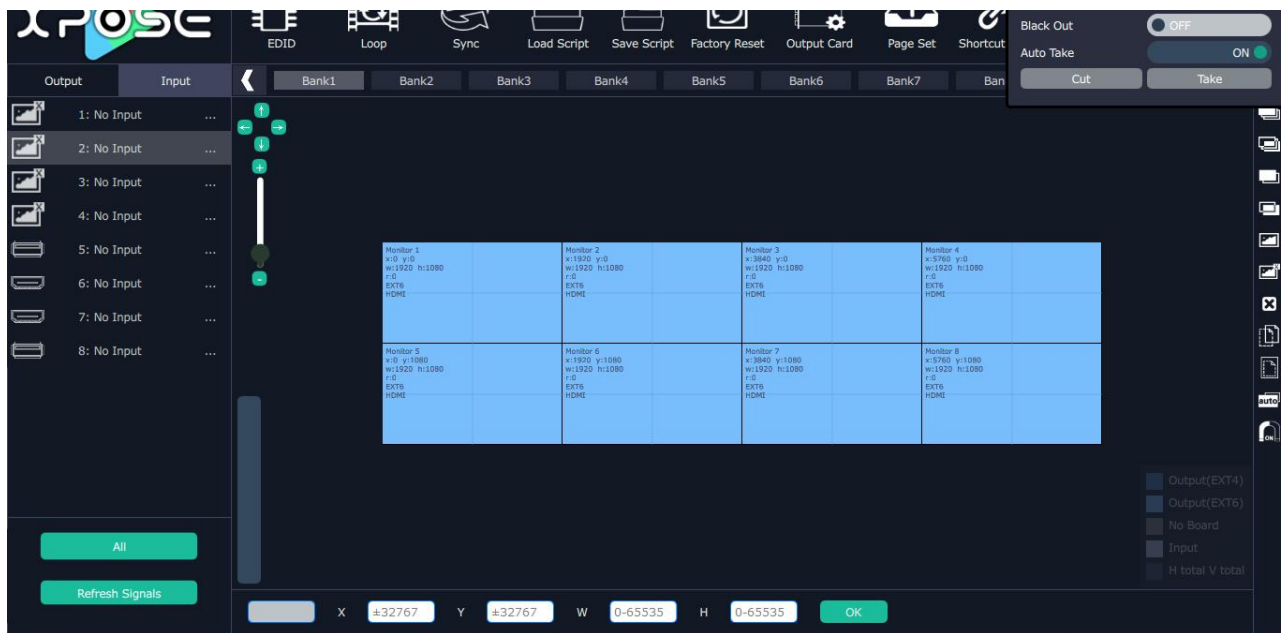 XPOSE
EDID Loop Sync Load Script Save Script Factory Reset Output Card Page Set Shortcut
Black Out OFF
Auto Take ON
Cut Take
Output Input
Bank1 Bank2 Bank3 Bank4 Bank5 Bank6 Bank7 Ban
1: No Input ...
2: No Input ...
3: No Input ...
4: No Input ...
5: No Input ...
6: No Input ...
7: No Input ...
8: No Input ...
Monitor 1
x:0 y:0
w:1920 h:1080
r:0
EXT6
HDMI
Monitor 2
x:1920 y:0
w:1920 h:1080
r:0
EXT6
HDMI
Monitor 3
x:3840 y:0
w:1920 h:1080
r:0
EXT6
HDMI
Monitor 4
x:5760 y:0
w:1920 h:1080
r:0
EXT6
HDMI
Monitor 5
x:0 y:1080
w:1920 h:1080
r:0
EXT6
HDMI
Monitor 6
x:1920 y:1080
w:1920 h:1080
r:0
EXT6
HDMI
Monitor 7
x:3840 y:1080
w:1920 h:1080
r:0
EXT6
HDMI
Monitor 8
x:5760 y:1080
w:1920 h:1080
r:0
EXT6
HDMI
auto
ON
Output(EXT4)
Output(EXT6)
No Board
Input
H total V total
All
Refresh Signals
X ±32767 Y ±32767 W 0-65535 H 0-65535 OK